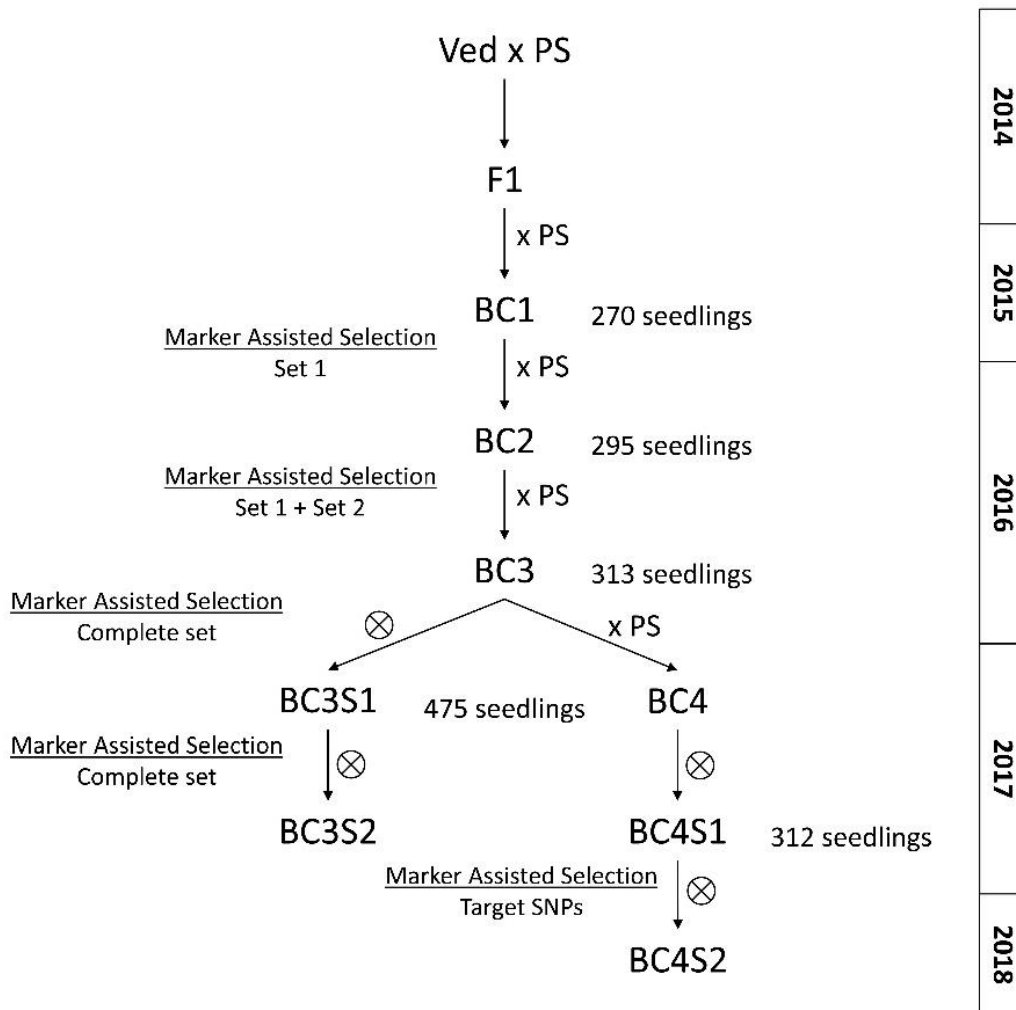 Ved x PS
2014
F1
x PS
BC1
270 seedlings
2015
Marker Assisted Selection
Set 1
x PS
BC2
295 seedlings
Marker Assisted Selection
Set 1 + Set 2
x PS
2016
BC3
313 seedlings
Marker Assisted Selection
Complete set
x PS
BC3S1
475 seedlings
BC4
Marker Assisted Selection
Complete set
2017
BC3S2
BC4S1
312 seedlings
Marker Assisted Selection
Target SNPs
BC4S2
2018